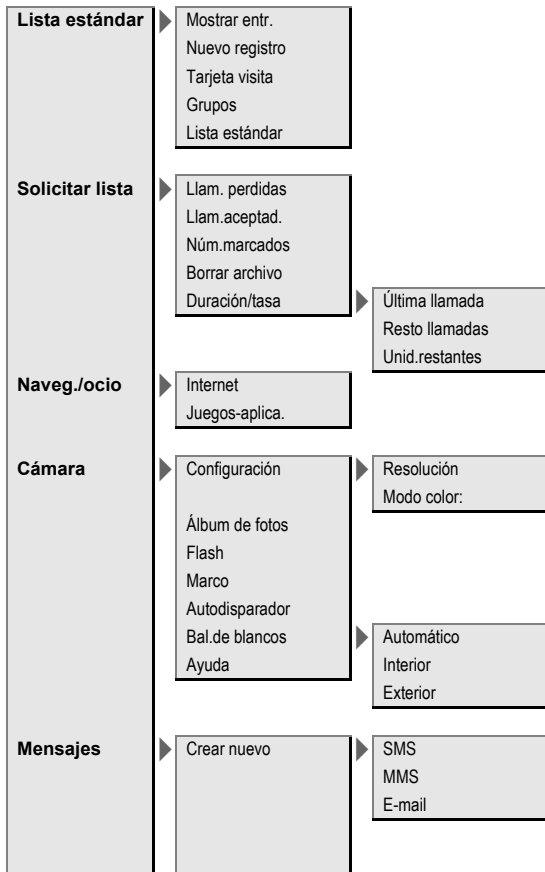 Lista estándar
Mostrar entr.
Nuevo registro
Tarjeta visita
Grupos
Lista estándar
Solicitar lista
Llam. perdidas
Llam.aceptad.
Núm.marcados
Borrar archivo
Duración/tasa
Última llamada
Resto llamadas
Unid.restantes
Naveg./ocio
Internet
Juegos-aplica.
Cámara
Configuración
Resolución
Modo color:
Álbum de fotos
Flash
Marco
Autodisparador
Bal.de blancos
Automático
Interior
Exterior
Ayuda
Mensajes
Crear nuevo
SMS
MMS
E-mail